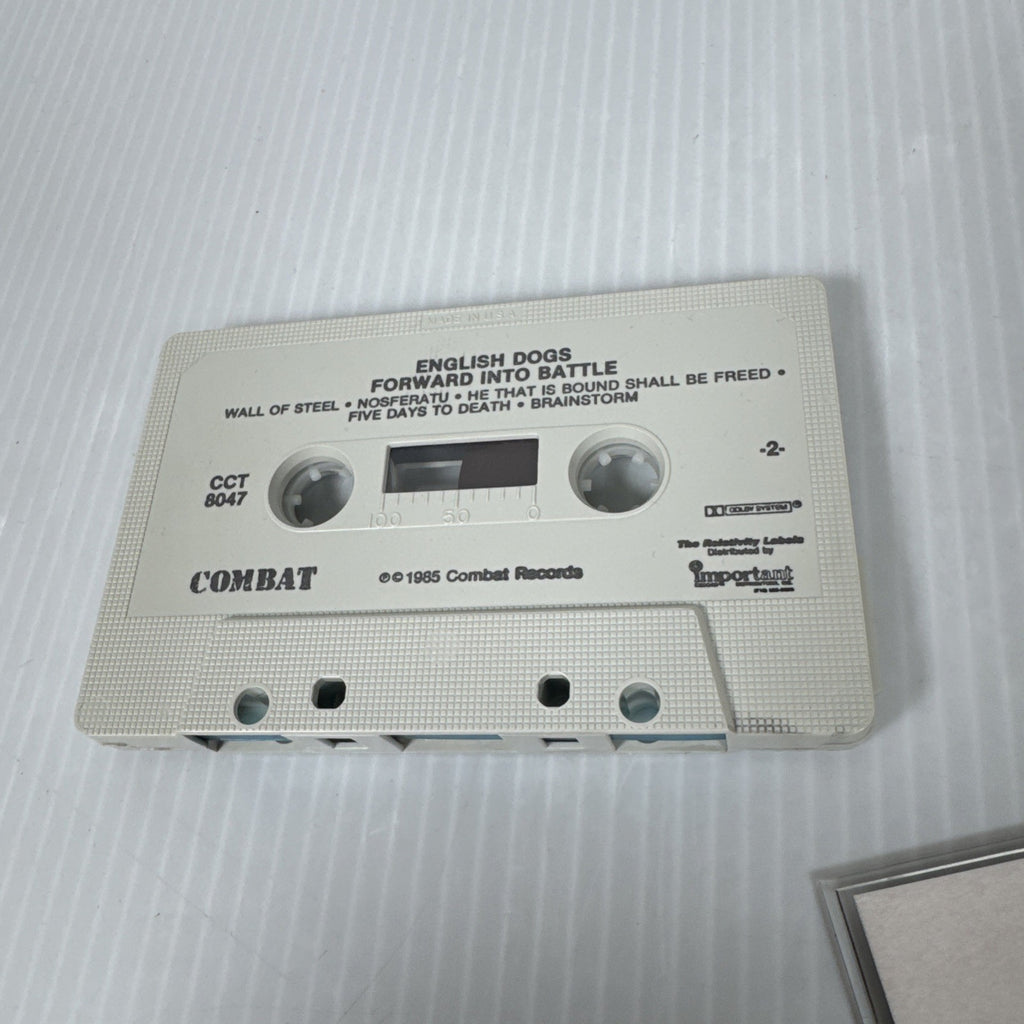 MADE IN U.S.A.
ENGLISH DOGS
FORWARD INTO BATTLE
WALL OF STEEL • NOSFERATU • HE THAT IS BOUND SHALL BE FREED •
FIVE DAYS TO DEATH • BRAINSTORM
CCT
8047
-2-
100 50 0
DOLBY SYSTEM
COMBAT
℗©1985 Combat Records
The Relativity Labels
Distributed by
important